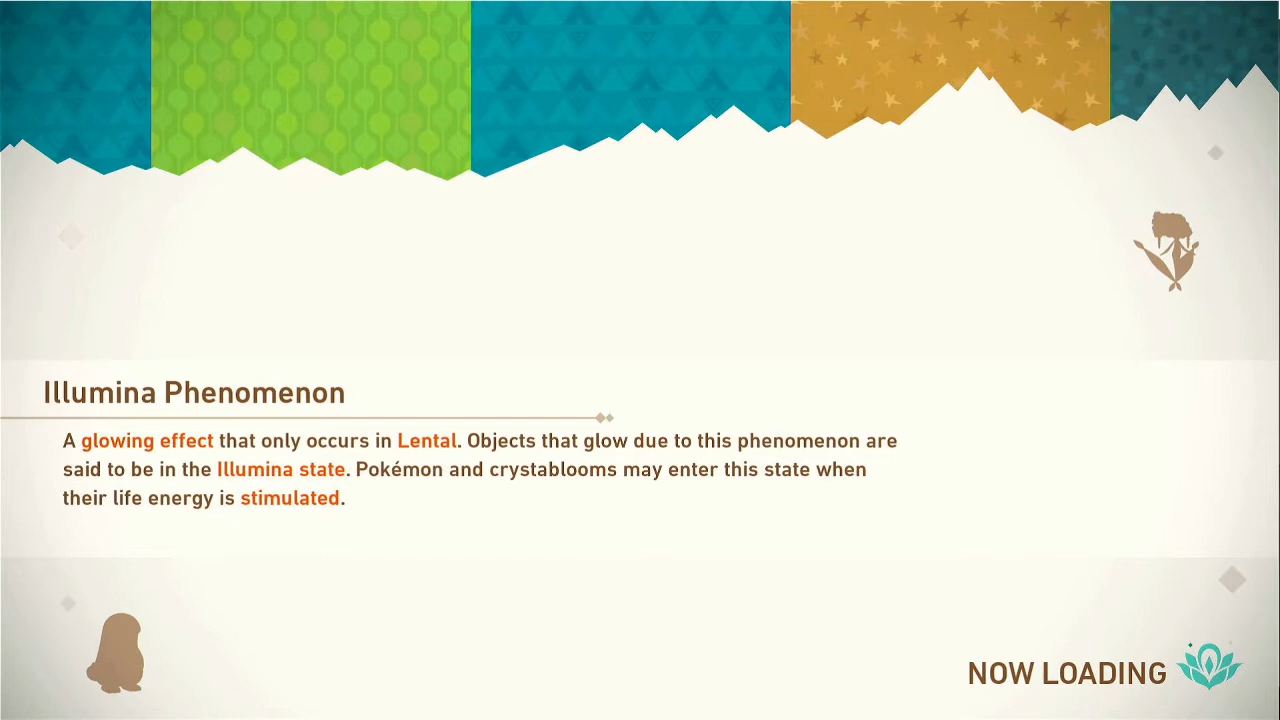 Illumina Phenomenon
A glowing effect that only occurs in Lental. Objects that glow due to this phenomenon are
said to be in the Illumina state. Pokémon and crystablooms may enter this state when
their life energy is stimulated.
NOW LOADING